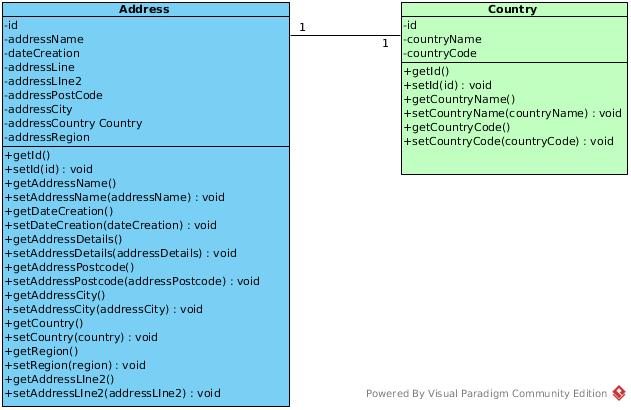 Address
-id
-addressName
-dateCreation
-addressLine
-addressLIne2
-addressPostCode
-addressCity
-addressCountry Country
-addressRegion
+getId()
+setId(id) : void
+getAddressName()
+setAddressName(addressName) : void
+getDateCreation()
+setDateCreation(dateCreation) : void
+getAddressDetails()
+setAddressDetails(addressDetails) : void
+getAddressPostcode()
+setAddressPostcode(addressPostcode) : void
+getAddressCity()
+setAddressCity(addressCity) : void
+getCountry()
+setCountry(country) : void
+getRegion()
+setRegion(region) : void
+getAddressLIne2()
+setAddressLIne2(addressLIne2) : void
1
1
Country
-id
-countryName
-countryCode
+getId()
+setId(id) : void
+getCountryName()
+setCountryName(countryName) : void
+getCountryCode()
+setCountryCode(countryCode) : void
Powered By Visual Paradigm Community Edition